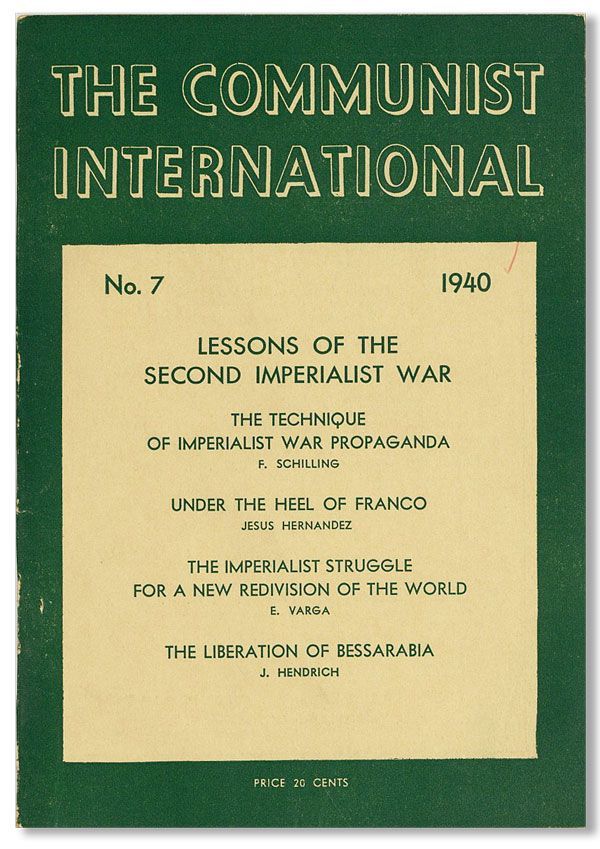 THE COMMUNIST
INTERNATIONAL
No. 7 1940
LESSONS OF THE
SECOND IMPERIALIST WAR
THE TECHNIQUE
OF IMPERIALIST WAR PROPAGANDA
F. SCHILLING
UNDER THE HEEL OF FRANCO
JESUS HERNANDEZ
THE IMPERIALIST STRUGGLE
FOR A NEW REDIVISION OF THE WORLD
E. VARGA
THE LIBERATION OF BESSARABIA
J. HENDRICH
PRICE 20 CENTS